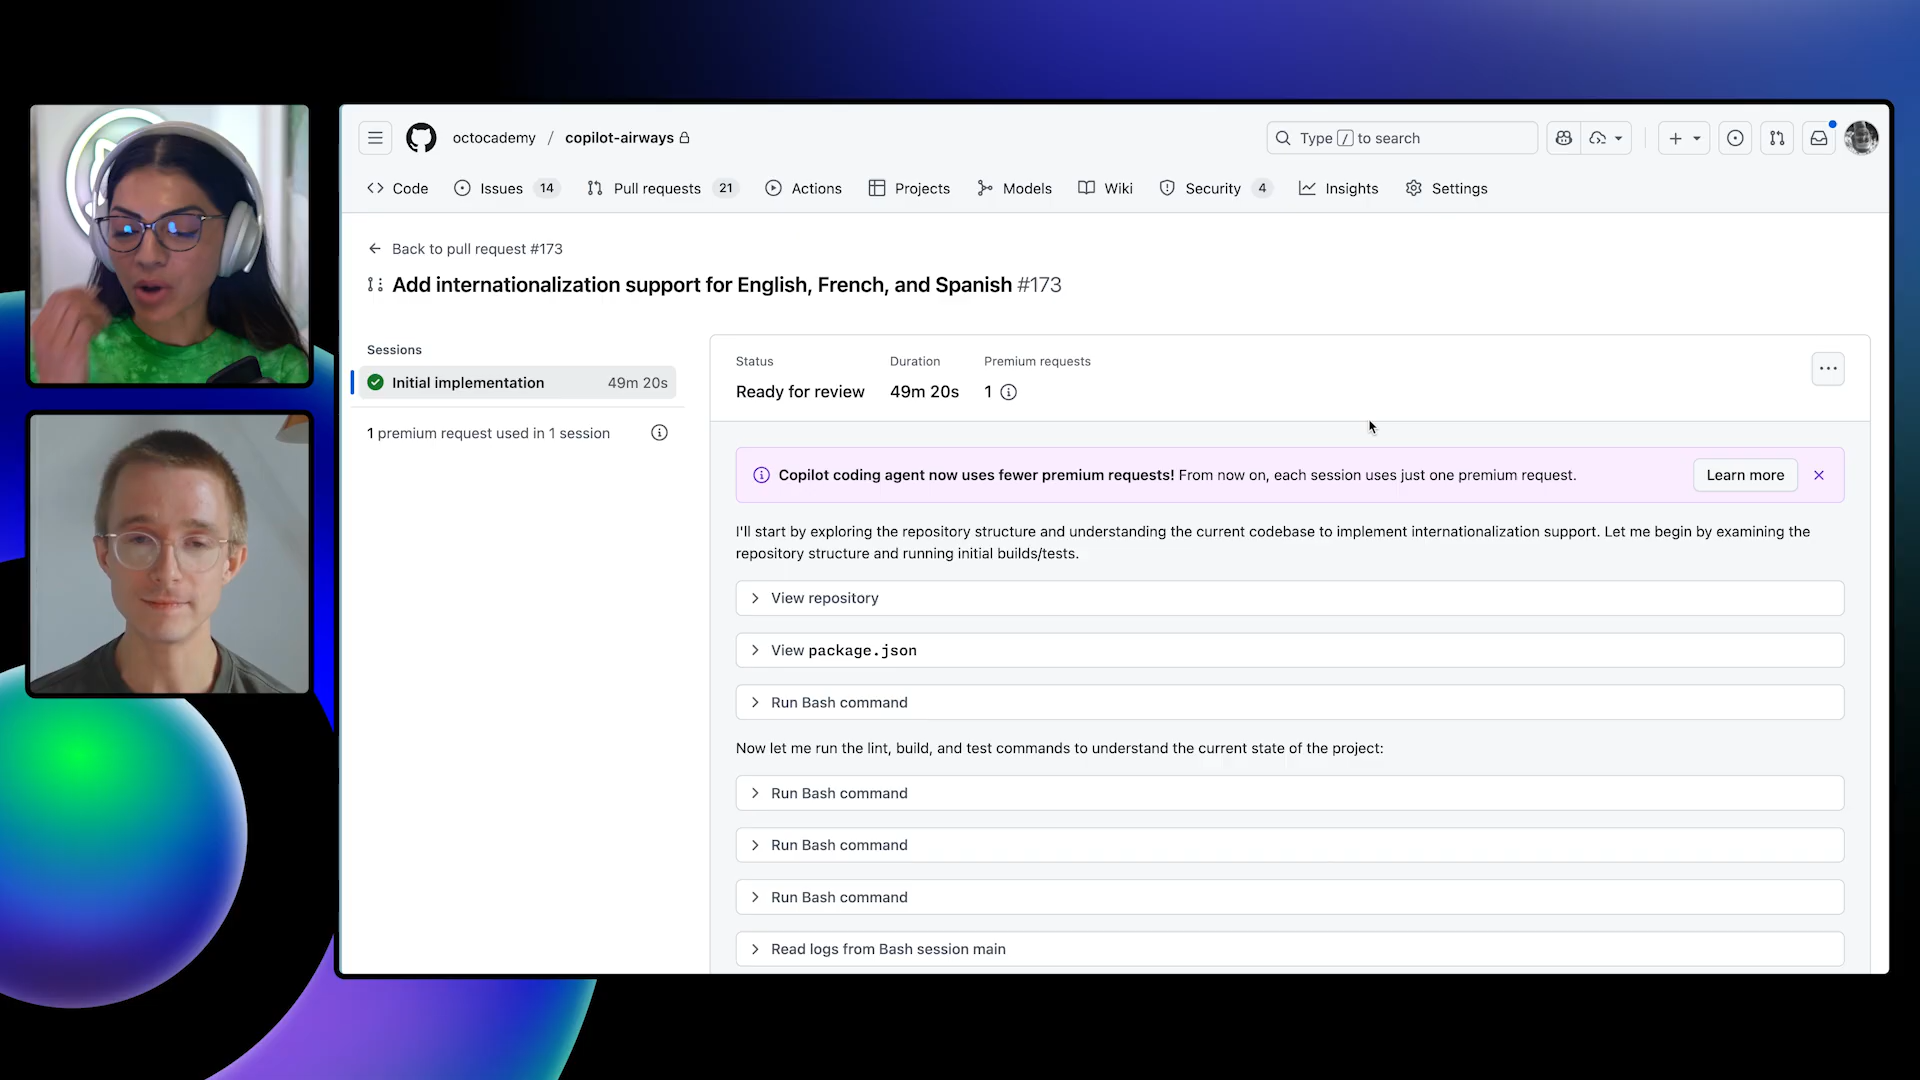 octocademy / copilot-airways
Type / to search
Code
Issues 14
Pull requests 21
Actions
Projects
Models
Wiki
Security 4
Insights
Settings
Back to pull request #173
Add internationalization support for English, French, and Spanish #173
Sessions
Initial implementation 49m 20s
1 premium request used in 1 session
Status Duration Premium requests
Ready for review 49m 20s 1
Copilot coding agent now uses fewer premium requests! From now on, each session uses just one premium request.
Learn more
I'll start by exploring the repository structure and understanding the current codebase to implement internationalization support. Let me begin by examining the
repository structure and running initial builds/tests.
View repository
View package.json
Run Bash command
Now let me run the lint, build, and test commands to understand the current state of the project:
Run Bash command
Run Bash command
Run Bash command
Read logs from Bash session main